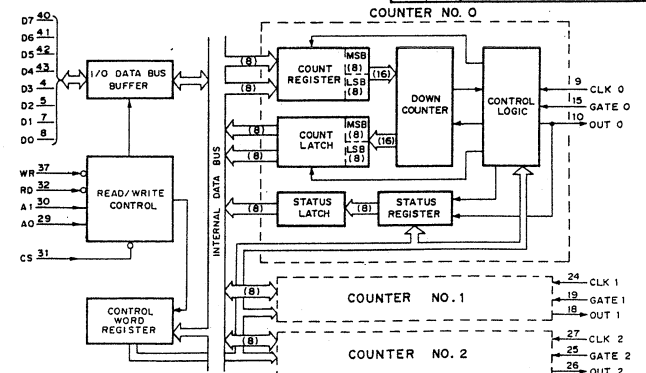 COUNTER NO. 0
D7 40
D6 41
D5 42
D4 43
D3 4
D2 5
D1 7
D0 8
I/O DATA BUS
BUFFER
WR 37
RD 32
A1 30
A0 29
CS 31
READ/WRITE
CONTROL
CONTROL
WORD
REGISTER
INTERNAL DATA BUS
(8)
(8)
COUNT
REGISTER
MSB
(8)
LSB
(8)
(16)
DOWN
COUNTER
CONTROL
LOGIC
9 CLK 0
15 GATE 0
10 OUT 0
(8)
(8)
COUNT
LATCH
MSB
(8)
LSB
(8)
(16)
(8)
STATUS
LATCH
(8)
STATUS
REGISTER
(8)
COUNTER NO. 1
24 CLK 1
19 GATE 1
18 OUT 1
(8)
COUNTER NO. 2
27 CLK 2
25 GATE 2
26 OUT 2